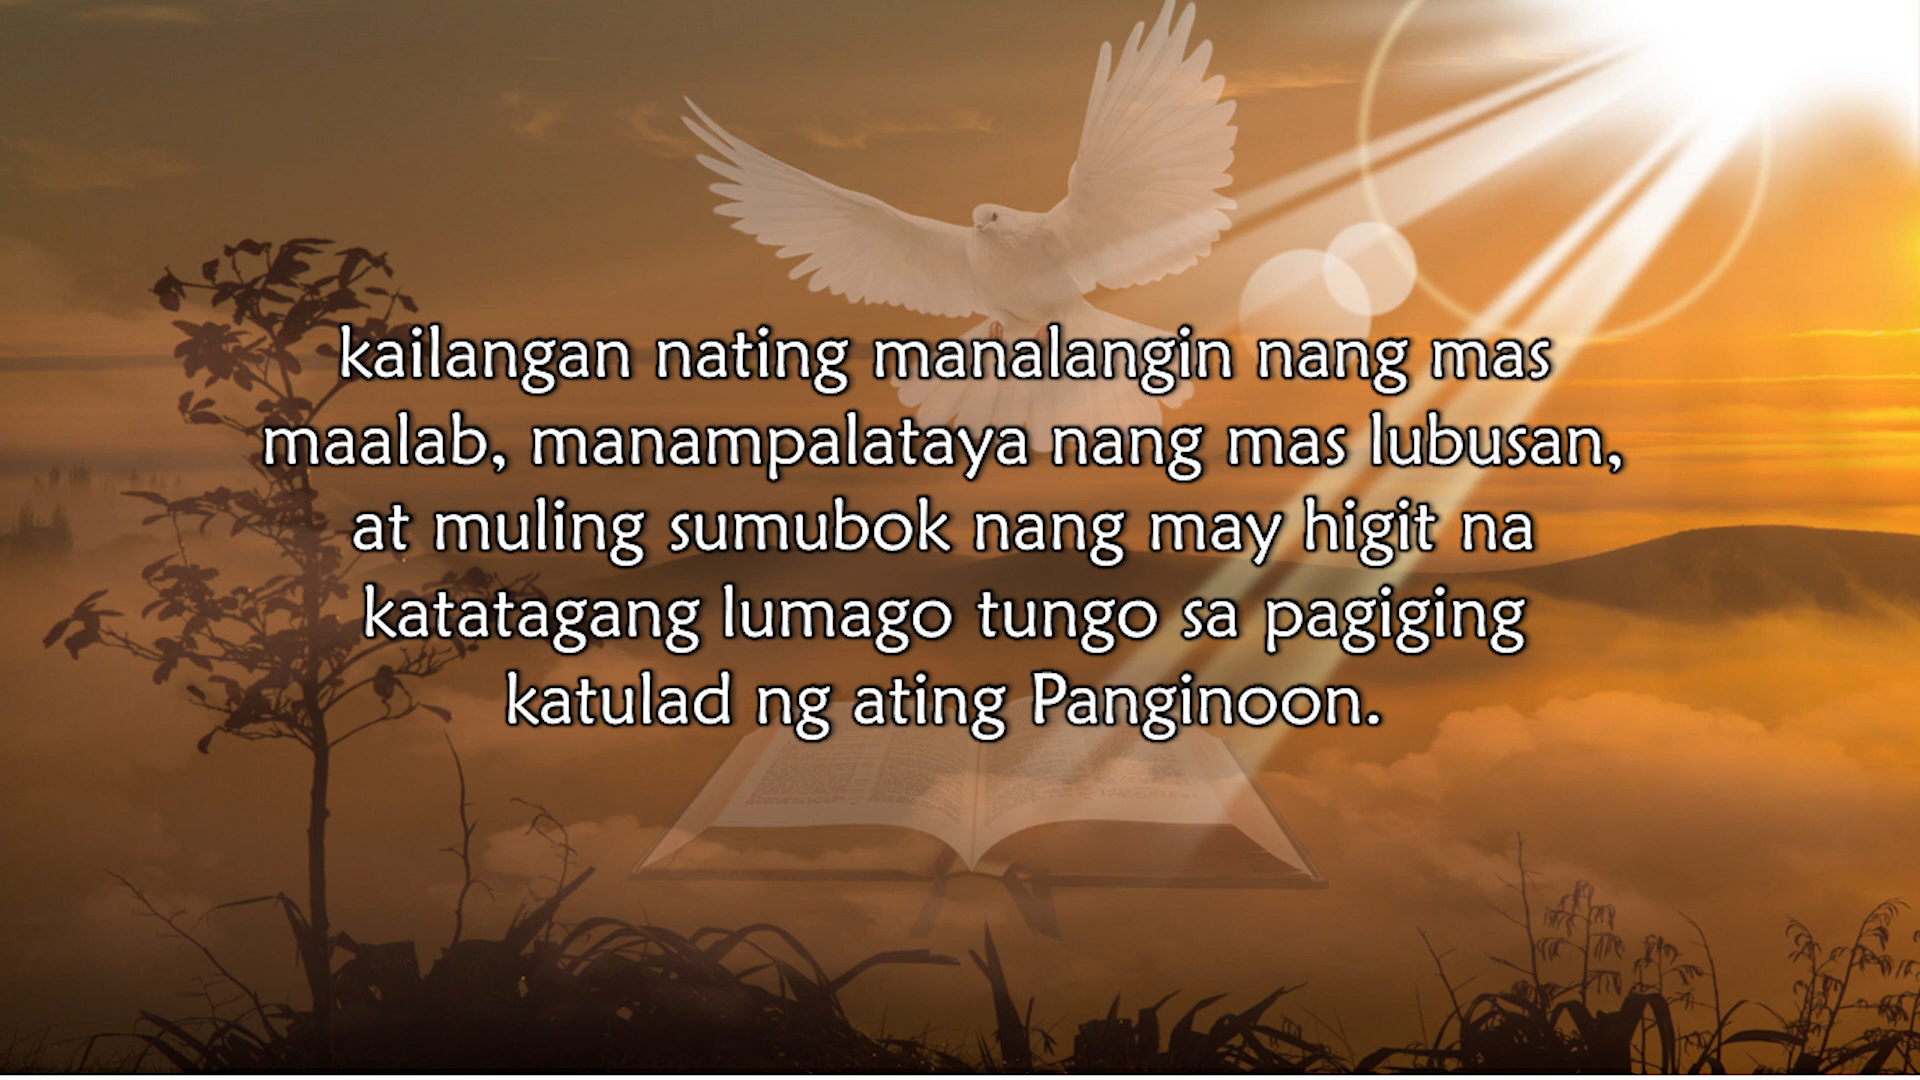 kailangan nating manalangin nang mas
maalab, manampalataya nang mas lubusan,
at muling sumubok nang may higit na
katatagang lumago tungo sa pagiging
katulad ng ating Panginoon.